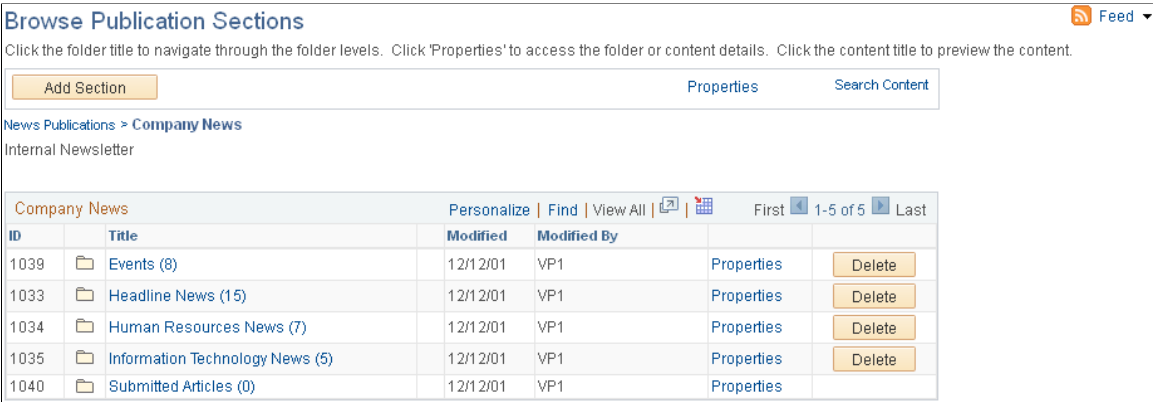 Browse Publication Sections
Feed
Click the folder title to navigate through the folder levels. Click 'Properties' to access the folder or content details. Click the content title to preview the content.
Add Section Properties Search Content
News Publications > Company News
Internal Newsletter
Company News Personalize | Find | View All | | First 1-5 of 5 Last
ID Title Modified Modified By
1039 Events (8) 12/12/01 VP1 Properties Delete
1033 Headline News (15) 12/12/01 VP1 Properties Delete
1034 Human Resources News (7) 12/12/01 VP1 Properties Delete
1035 Information Technology News (5) 12/12/01 VP1 Properties Delete
1040 Submitted Articles (0) 12/12/01 VP1 Properties